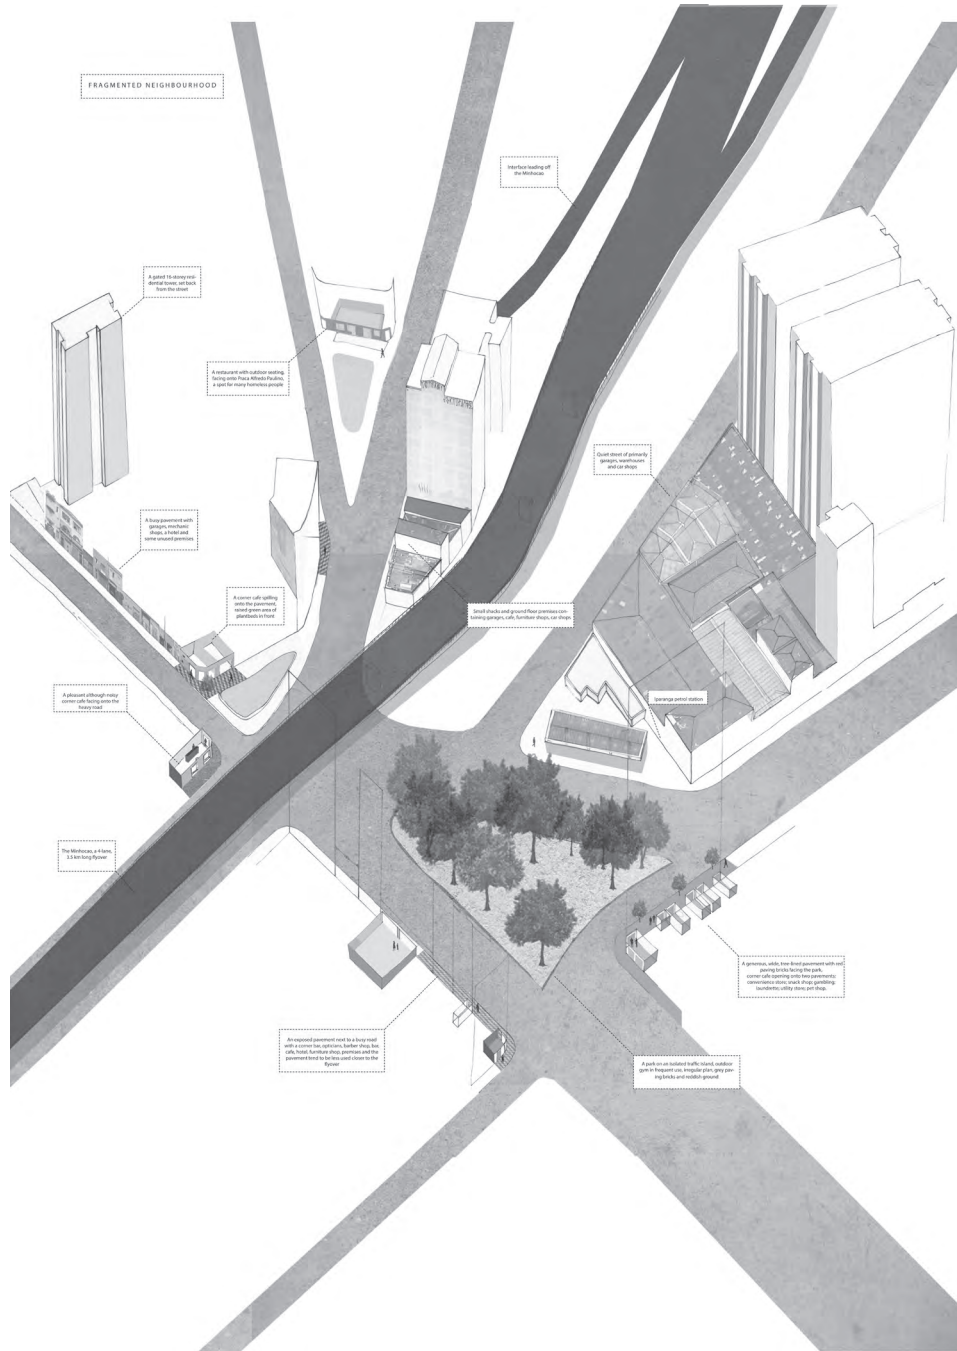 FRAGMENTED NEIGHBOURHOOD
Interface leading off
the Minhocao
A gated 16-storey resi-
dential tower, set back
from the street
A restaurant with outdoor seating,
facing onto Praca Alfredo Paulino,
a spot for many homeless people
Quiet street of primarily
garages, warehouses
and car shops
A busy pavement with
garages, mechanic
shops, a hotel and
some unused premises
A corner cafe spilling
onto the pavement,
raised green area of
plantbeds in front
Small shacks and ground floor premises con-
taining garages, cafe, furniture shops, car shops
A pleasant although noisy
corner cafe facing onto the
heavy road
Iparanga petrol station
The Minhocao, a 4-lane,
3.5 km long flyover
A generous, wide, tree-lined pavement with red
paving bricks facing the park,
corner cafe opening onto two pavements;
convenience store; snack shop; gambling;
laundrette; utility store; pet shop.
An exposed pavement next to a busy road
with a corner bar, opticians, barber shop, bar,
cafe, hotel; furniture shop, premises and the
pavement tend to be less used closer to the
flyover
A park on an isolated traffic island, outdoor
gym in frequent use, irregular plan, grey pav-
ing bricks and reddish ground